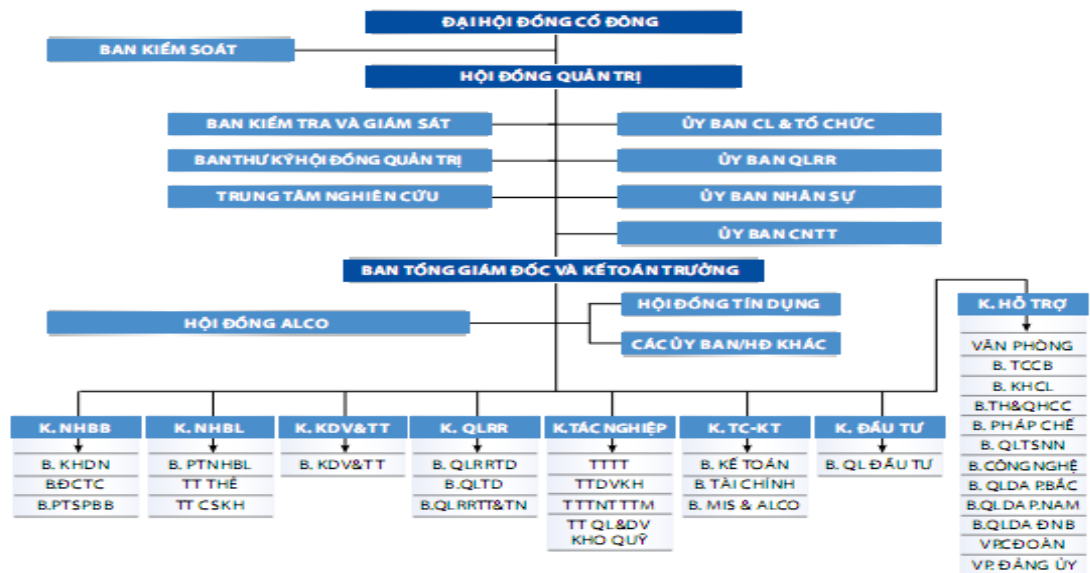 ĐẠI HỘI ĐỒNG CỔ ĐÔNG
BAN KIỂM SOÁT
HỘI ĐỒNG QUẢN TRỊ
BAN KIỂM TRA VÀ GIÁM SÁT
ỦY BAN CL & TỔ CHỨC
BAN THƯ KÝ HỘI ĐỒNG QUẢN TRỊ
ỦY BAN QLRR
TRUNG TÂM NGHIÊN CỨU
ỦY BAN NHÂN SỰ
ỦY BAN CNTT
BAN TỔNG GIÁM ĐỐC VÀ KẾ TOÁN TRƯỞNG
HỘI ĐỒNG ALCO
HỘI ĐỒNG TÍN DỤNG
CÁC ỦY BAN/HĐ KHÁC
K. NHBB
B. KHDN
B.ĐCTC
B.PTSPBB
K. NHBL
B. PTNHBL
TT THẺ
TT CSKH
K. KDV&TT
B. KDV&TT
K. QLRR
B. QLRRTD
B.QLTD
B.QLRRTT&TN
K.TÁC NGHIỆP
TTTT
TTDVKH
TTTNTTTM
TT QL&DV
KHO QUỸ
K. TC-KT
B. KẾ TOÁN
B. TÀI CHÍNH
B. MIS & ALCO
K. ĐẦU TƯ
B. QL ĐẦU TƯ
K. HỖ TRỢ
VĂN PHÒNG
B. TCCB
B. KHCL
B.TH&QHCC
B. PHÁP CHẾ
B. QLTSNN
B.CÔNG NGHỆ
B. QLDA P.BẮC
B.QLDA P.NAM
B.QLDA ĐNB
VP.CĐOÀN
VP. ĐẢNG ỦY